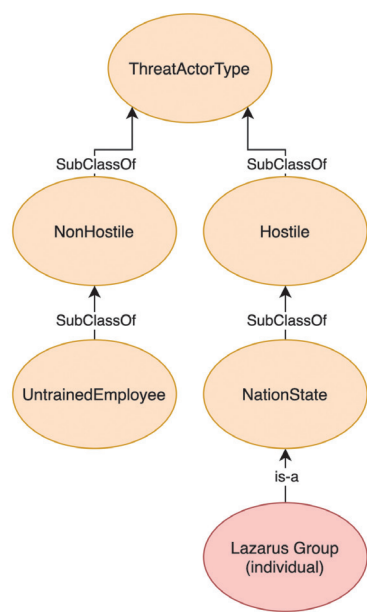 ThreatActorType
SubClassOf
SubClassOf
NonHostile
Hostile
SubClassOf
SubClassOf
UntrainedEmployee
NationState
is-a
Lazarus Group
(individual)